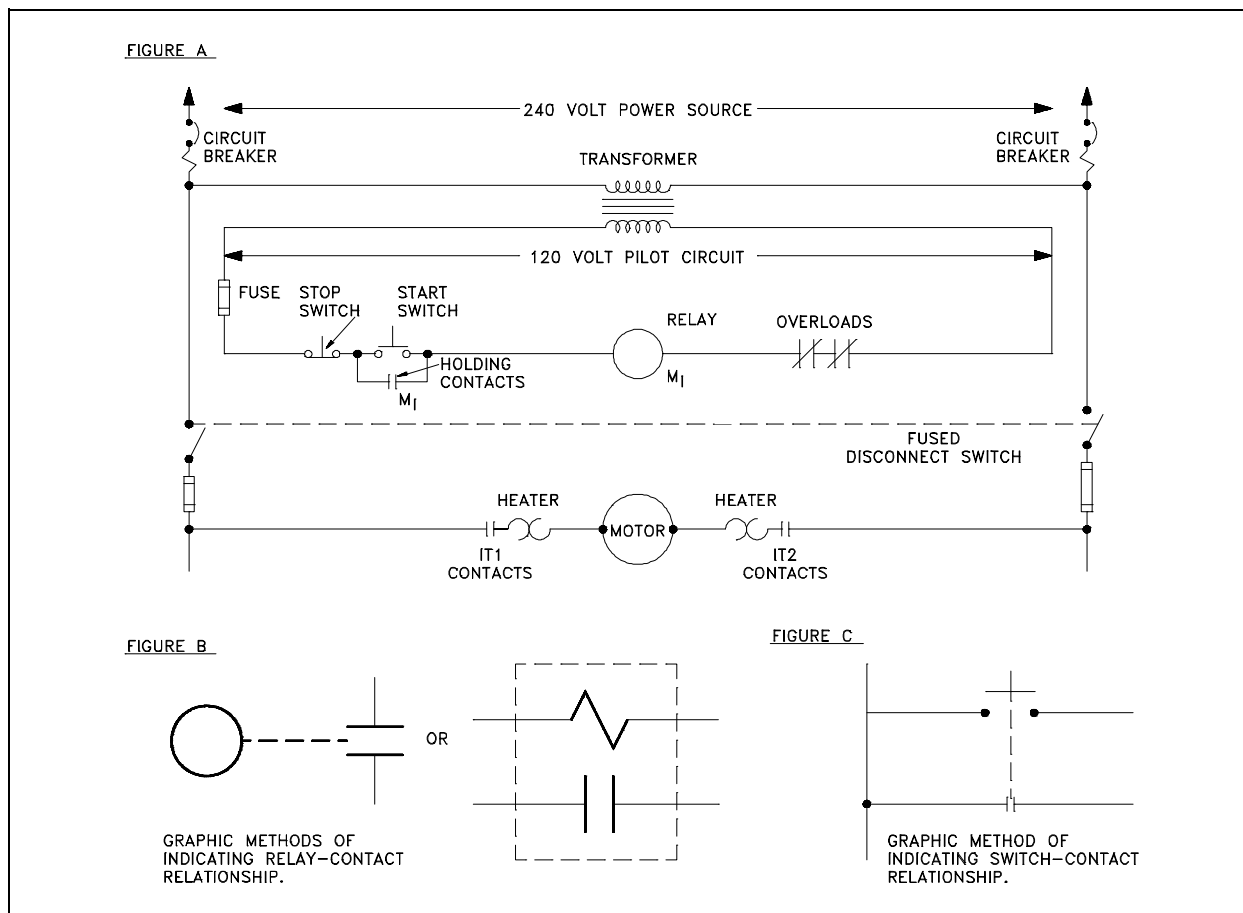 FIGURE A
240 VOLT POWER SOURCE
CIRCUIT
BREAKER
CIRCUIT
BREAKER
TRANSFORMER
120 VOLT PILOT CIRCUIT
FUSE
STOP
SWITCH
START
SWITCH
RELAY
OVERLOADS
HOLDING
CONTACTS
M1
M1
FUSED
DISCONNECT SWITCH
HEATER
MOTOR
HEATER
IT1
CONTACTS
IT2
CONTACTS
FIGURE B
OR
GRAPHIC METHODS OF
INDICATING RELAY-CONTACT
RELATIONSHIP.
FIGURE C
GRAPHIC METHOD OF
INDICATING SWITCH-CONTACT
RELATIONSHIP.